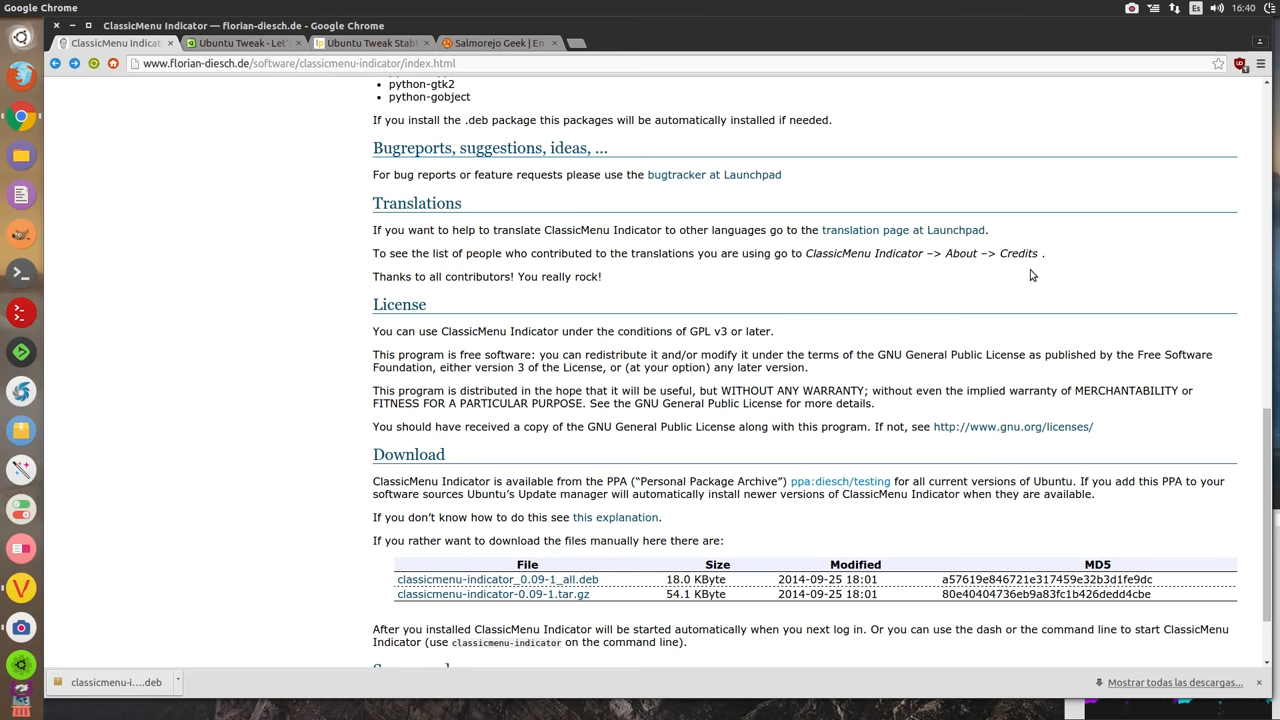 Google Chrome
Es
16:40
ClassicMenu Indicator — florian-diesch.de - Google Chrome
ClassicMenu Indicat
Ubuntu Tweak - Let'
Ubuntu Tweak Stabl
Salmorejo Geek | En
www.florian-diesch.de/software/classicmenu-indicator/index.html
• python-gtk2
• python-gobject
If you install the .deb package this packages will be automatically installed if needed.
Bugreports, suggestions, ideas, ...
For bug reports or feature requests please use the bugtracker at Launchpad
Translations
If you want to help to translate ClassicMenu Indicator to other languages go to the translation page at Launchpad.
To see the list of people who contributed to the translations you are using go to ClassicMenu Indicator –> About –> Credits .
Thanks to all contributors! You really rock!
License
You can use ClassicMenu Indicator under the conditions of GPL v3 or later.
This program is free software: you can redistribute it and/or modify it under the terms of the GNU General Public License as published by the Free Software
Foundation, either version 3 of the License, or (at your option) any later version.
This program is distributed in the hope that it will be useful, but WITHOUT ANY WARRANTY; without even the implied warranty of MERCHANTABILITY or
FITNESS FOR A PARTICULAR PURPOSE. See the GNU General Public License for more details.
You should have received a copy of the GNU General Public License along with this program. If not, see http://www.gnu.org/licenses/
Download
ClassicMenu Indicator is available from the PPA (“Personal Package Archive”) ppa:diesch/testing for all current versions of Ubuntu. If you add this PPA to your
software sources Ubuntu’s Update manager will automatically install newer versions of ClassicMenu Indicator when they are available.
If you don’t know how to do this see this explanation.
If you rather want to download the files manually here there are:
File Size Modified MD5
classicmenu-indicator_0.09-1_all.deb 18.0 KByte 2014-09-25 18:01 a57619e846721e317459e32b3d1fe9dc
classicmenu-indicator-0.09-1.tar.gz 54.1 KByte 2014-09-25 18:01 80e40404736eb9a83fc1b426dedd4cbe
After you installed ClassicMenu Indicator will be started automatically when you next log in. Or you can use the dash or the command line to start ClassicMenu
Indicator (use classicmenu-indicator on the command line).
classicmenu-i....deb
Mostrar todas las descargas...